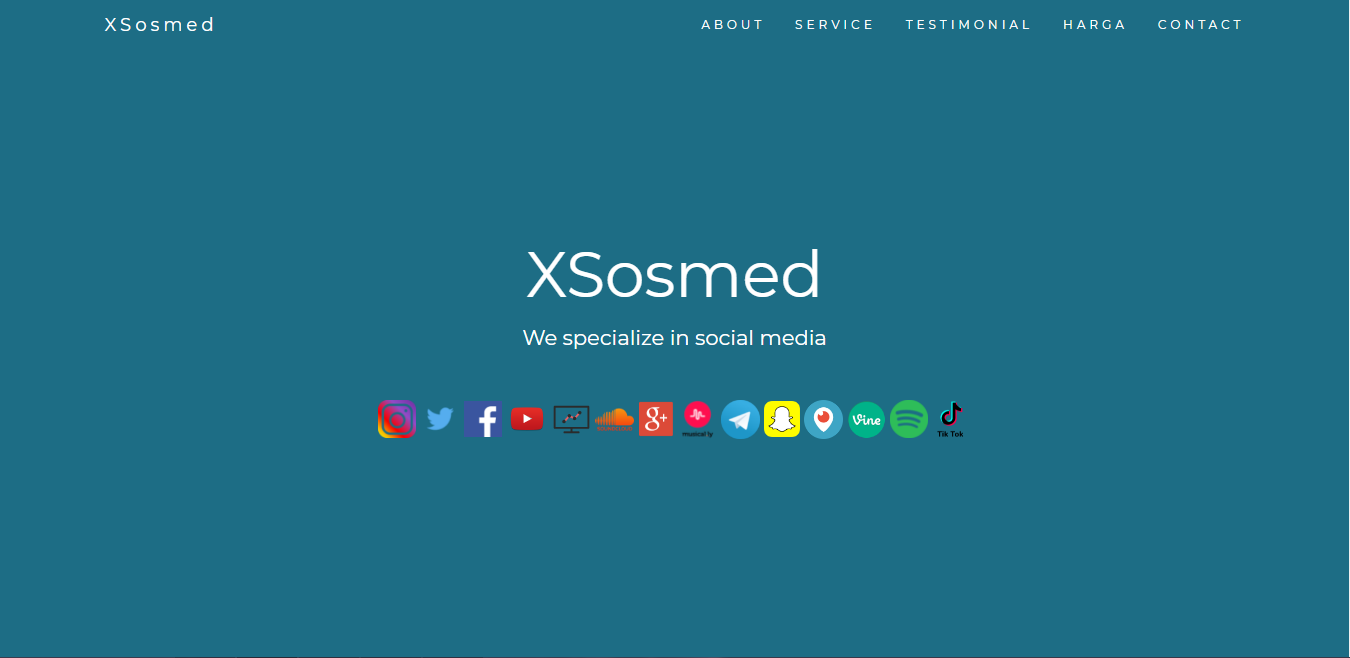 XSosmed
ABOUT SERVICE TESTIMONIAL HARGA CONTACT
XSosmed
We specialize in social media
g+
musical.ly
Vine
Tik Tok